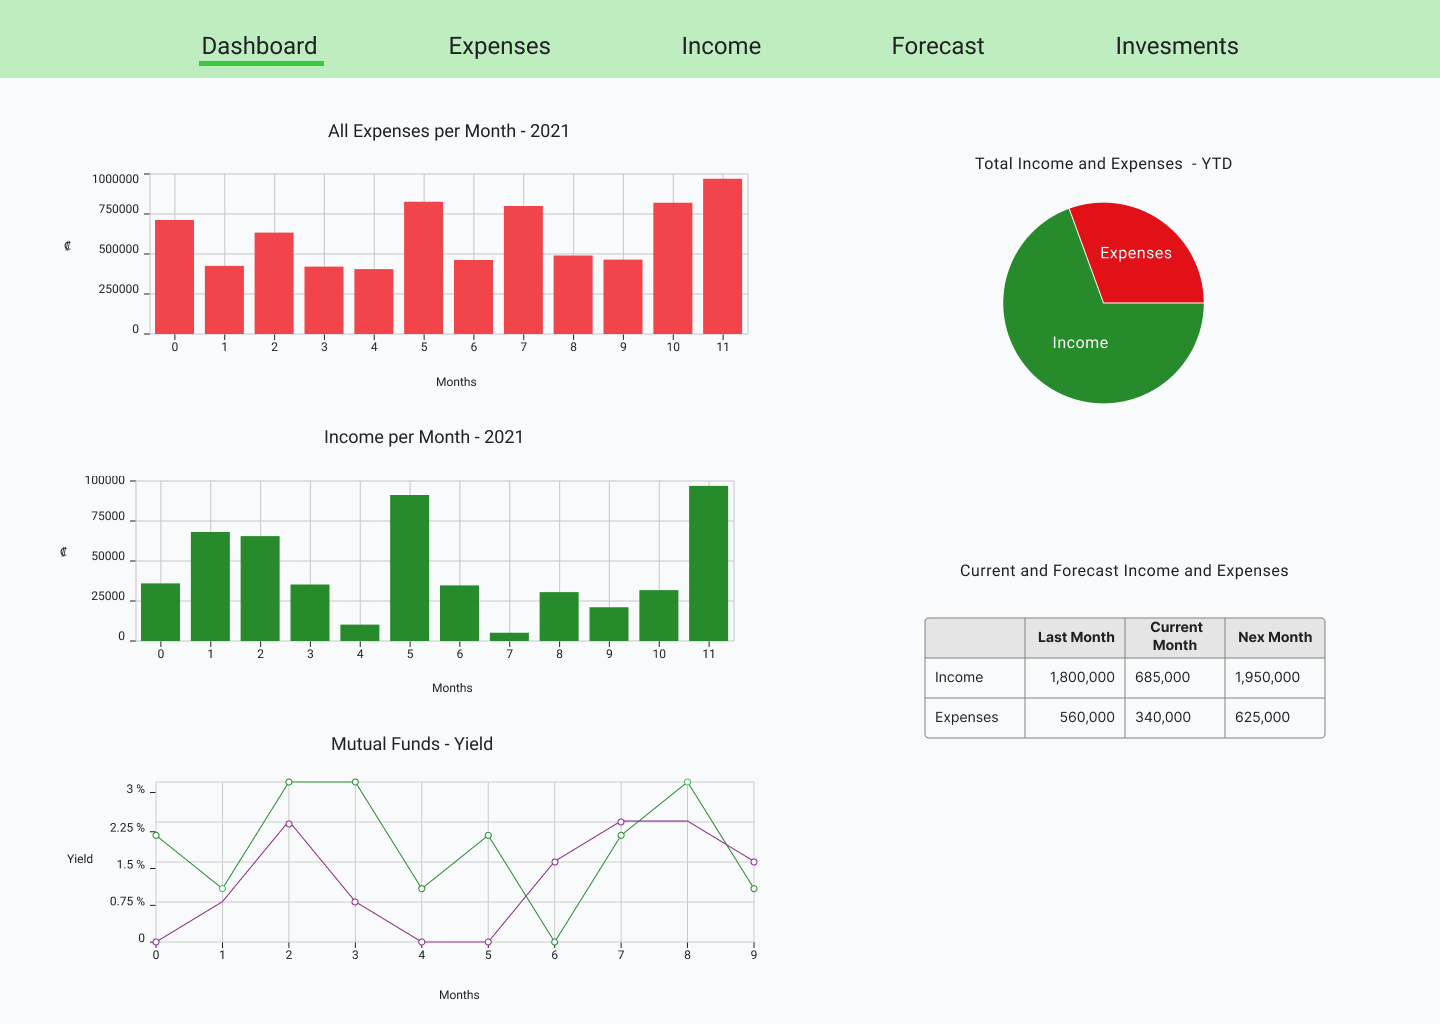 Dashboard Expenses Income Forecast Invesments
All Expenses per Month - 2021
1000000
750000
500000
250000
0
₡
0 1 2 3 4 5 6 7 8 9 10 11
Months
Total Income and Expenses - YTD
Expenses
Income
Income per Month - 2021
100000
75000
50000
25000
0
₡
0 1 2 3 4 5 6 7 8 9 10 11
Months
Current and Forecast Income and Expenses
Last Month Current Month Nex Month
Income 1,800,000 685,000 1,950,000
Expenses 560,000 340,000 625,000
Mutual Funds - Yield
3 %
2.25 %
1.5 %
0.75 %
0
Yield
0 1 2 3 4 5 6 7 8 9
Months